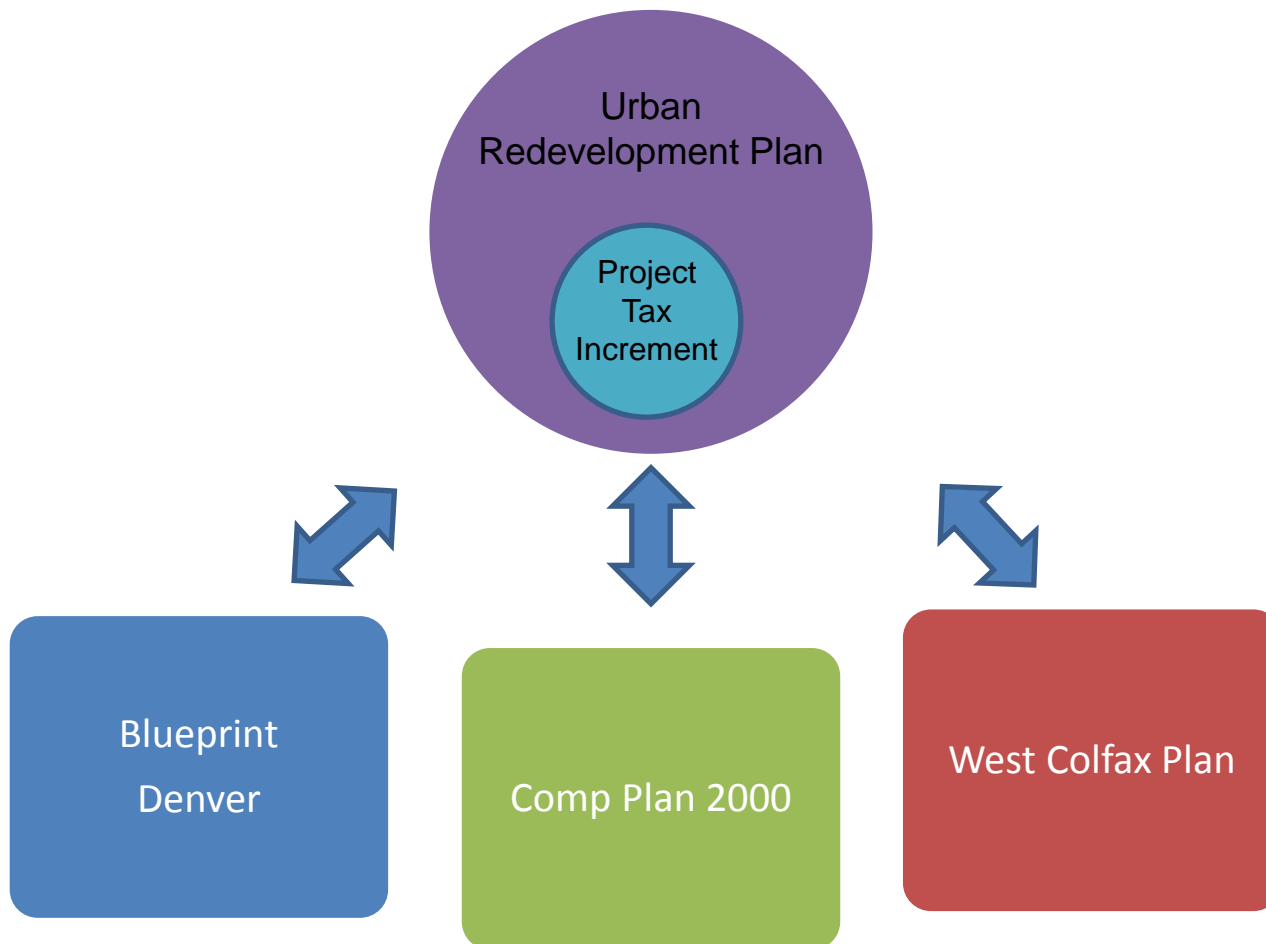 Urban
Redevelopment Plan
Project
Tax
Increment
Blueprint
Denver
Comp Plan 2000
West Colfax Plan